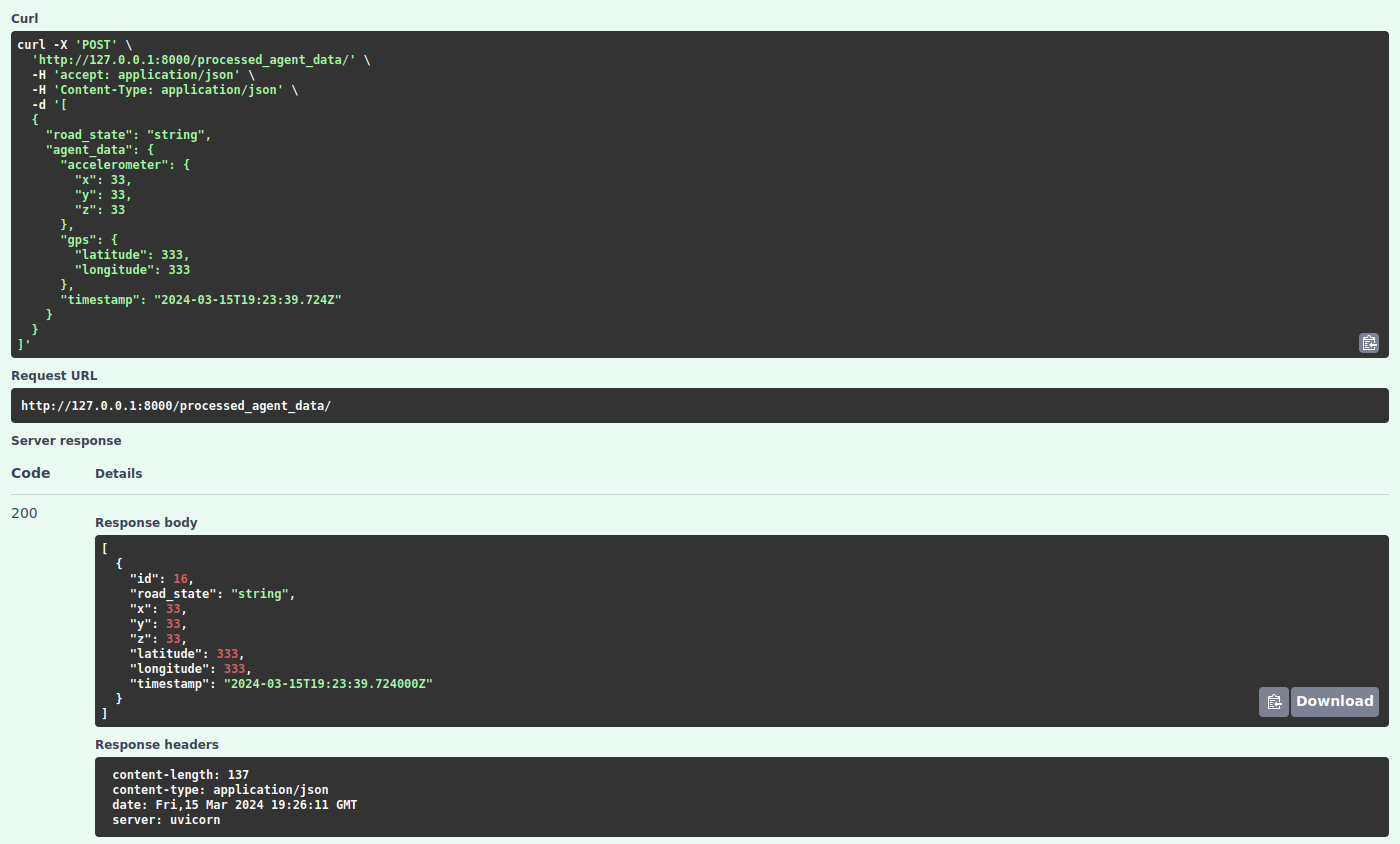 Curl
curl -X 'POST' \
  'http://127.0.0.1:8000/processed_agent_data/' \
  -H 'accept: application/json' \
  -H 'Content-Type: application/json' \
  -d '[
  {
    "road_state": "string",
    "agent_data": {
      "accelerometer": {
        "x": 33,
        "y": 33,
        "z": 33
      },
      "gps": {
        "latitude": 333,
        "longitude": 333
      },
      "timestamp": "2024-03-15T19:23:39.724Z"
    }
  }
]'
Request URL
http://127.0.0.1:8000/processed_agent_data/
Server response
Code Details
200
Response body
[
  {
    "id": 16,
    "road_state": "string",
    "x": 33,
    "y": 33,
    "z": 33,
    "latitude": 333,
    "longitude": 333,
    "timestamp": "2024-03-15T19:23:39.724000Z"
  }
]
Download
Response headers
content-length: 137
content-type: application/json
date: Fri,15 Mar 2024 19:26:11 GMT
server: uvicorn